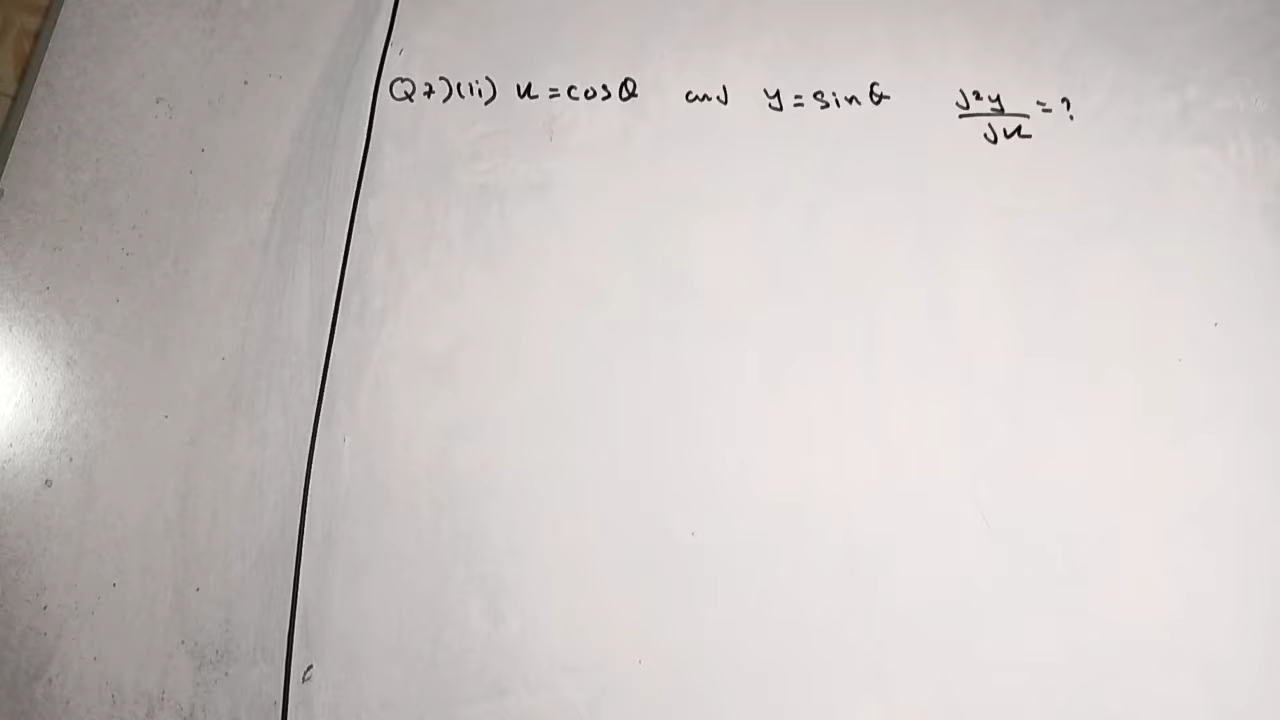 Q7)(ii) x = cosθ and y = sinθ d²y/dx = ?